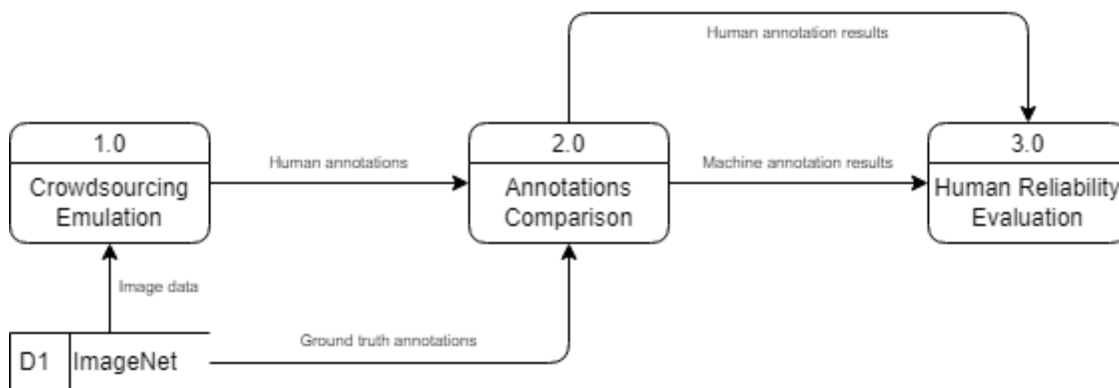 Human annotation results
1.0
Crowdsourcing
Emulation
Human annotations
2.0
Annotations
Comparison
Machine annotation results
3.0
Human Reliability
Evaluation
Image data
D1 ImageNet
Ground truth annotations